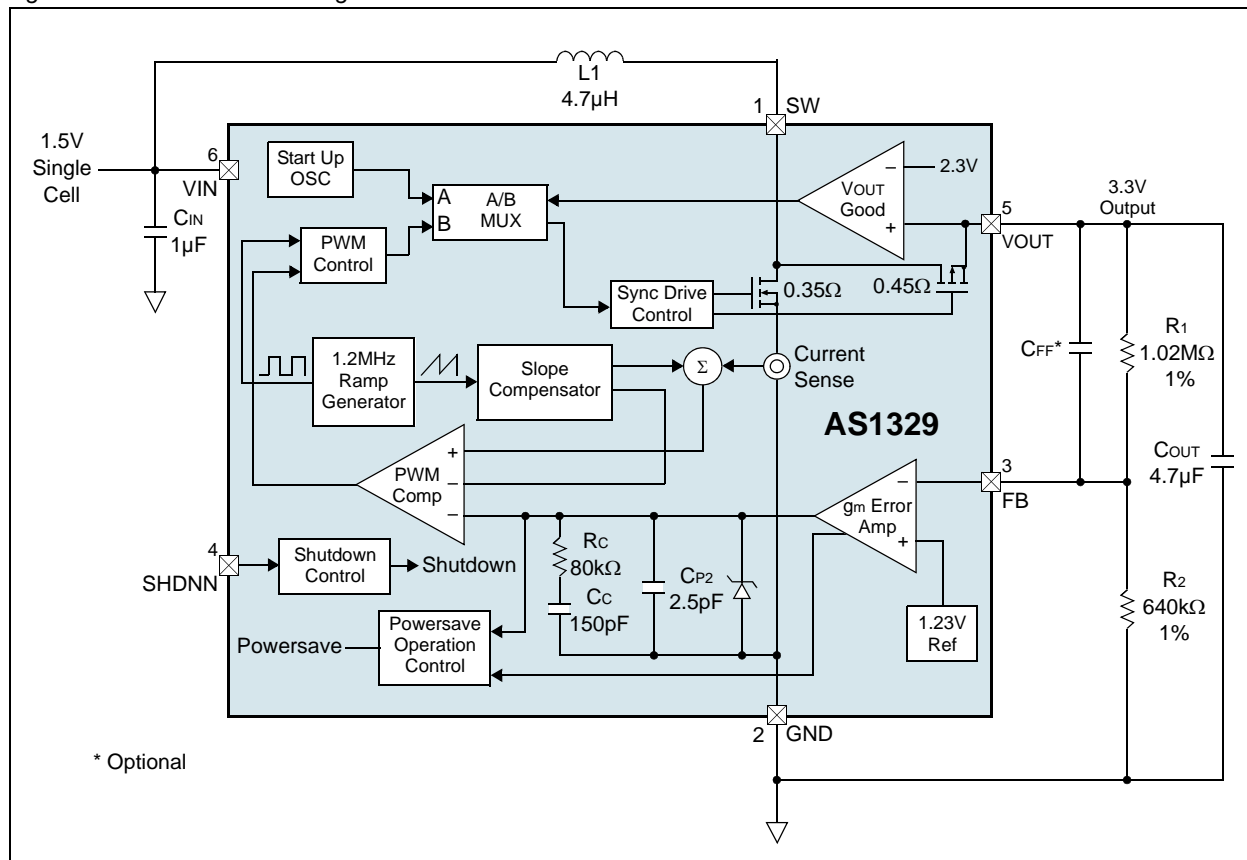 L1
4.7µH
1 SW
1.5V
Single
Cell
6
VIN
CIN
1µF
Start Up
OSC
A
B
A/B
MUX
PWM
Control
VOUT
Good
−
2.3V
+
5
VOUT
3.3V
Output
Sync Drive
Control
0.35Ω
0.45Ω
1.2MHz
Ramp
Generator
Slope
Compensator
Σ
Current
Sense
CFF*
R1
1.02MΩ
1%
AS1329
COUT
4.7µF
+
PWM
Comp
−
−
gm Error
Amp
−
+
3
FB
4
SHDNN
Shutdown
Control
Shutdown
RC
80kΩ
CC
150pF
CP2
2.5pF
R2
640kΩ
1%
1.23V
Ref
Powersave
Powersave
Operation
Control
2 GND
* Optional